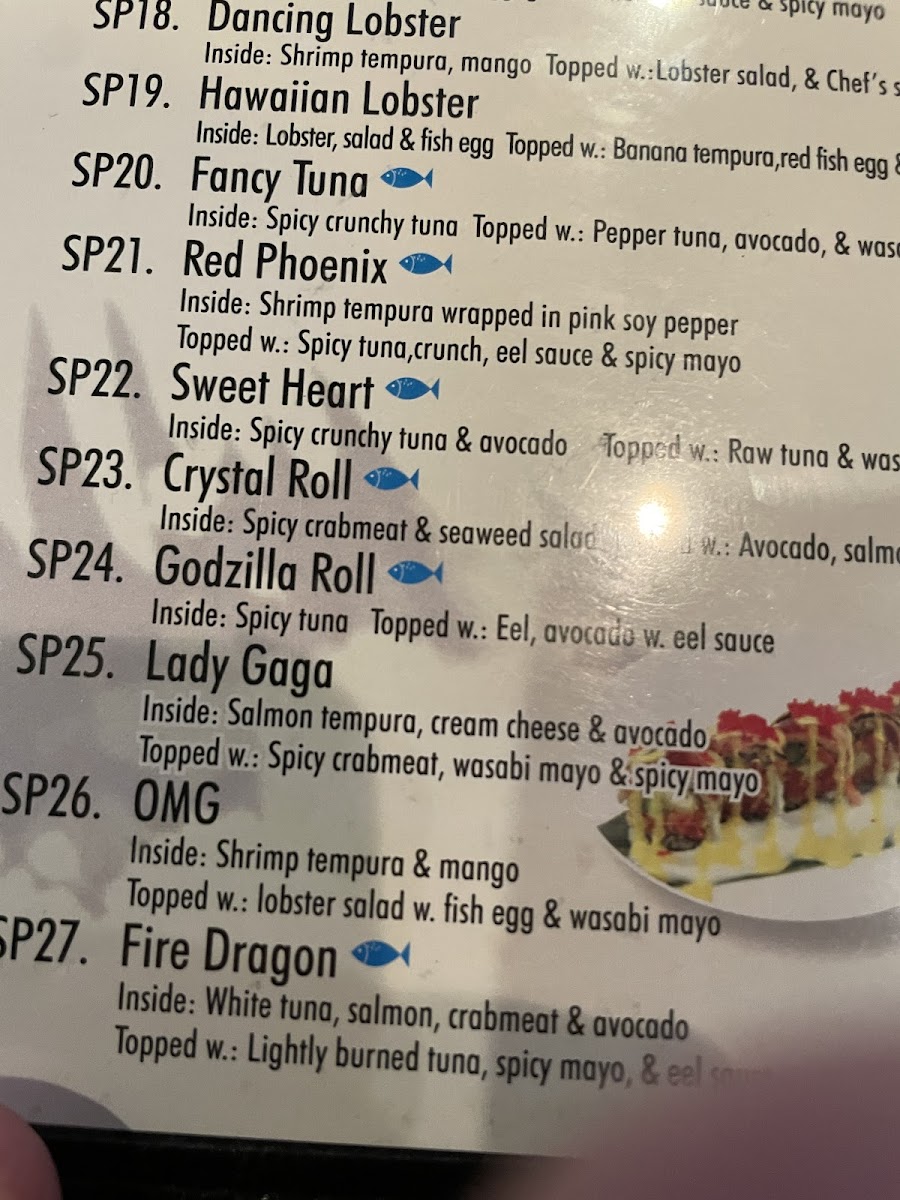 sauce & spicy mayo
SP18. Dancing Lobster
Inside: Shrimp tempura, mango Topped w.:Lobster salad, & Chef's
SP19. Hawaiian Lobster
Inside: Lobster, salad & fish egg Topped w.: Banana tempura,red fish egg &
SP20. Fancy Tuna
Inside: Spicy crunchy tuna Topped w.: Pepper tuna, avocado, &
SP21. Red Phoenix
Inside: Shrimp tempura wrapped in pink soy pepper
Topped w.: Spicy tuna,crunch, eel sauce & spicy mayo
SP22. Sweet Heart
Inside: Spicy crunchy tuna & avocado Topped w.: Raw tuna &
SP23. Crystal Roll
Inside: Spicy crabmeat & seaweed salad w.: Avocado,
SP24. Godzilla Roll
Inside: Spicy tuna Topped w.: Eel, avocado w. eel sauce
SP25. Lady Gaga
Inside: Salmon tempura, cream cheese & avocado
Topped w.: Spicy crabmeat, wasabi mayo & spicy mayo
SP26. OMG
Inside: Shrimp tempura & mango
Topped w.: lobster salad w. fish egg & wasabi mayo
SP27. Fire Dragon
Inside: White tuna, salmon, crabmeat & avocado
Topped w.: Lightly burned tuna, spicy mayo, & eel